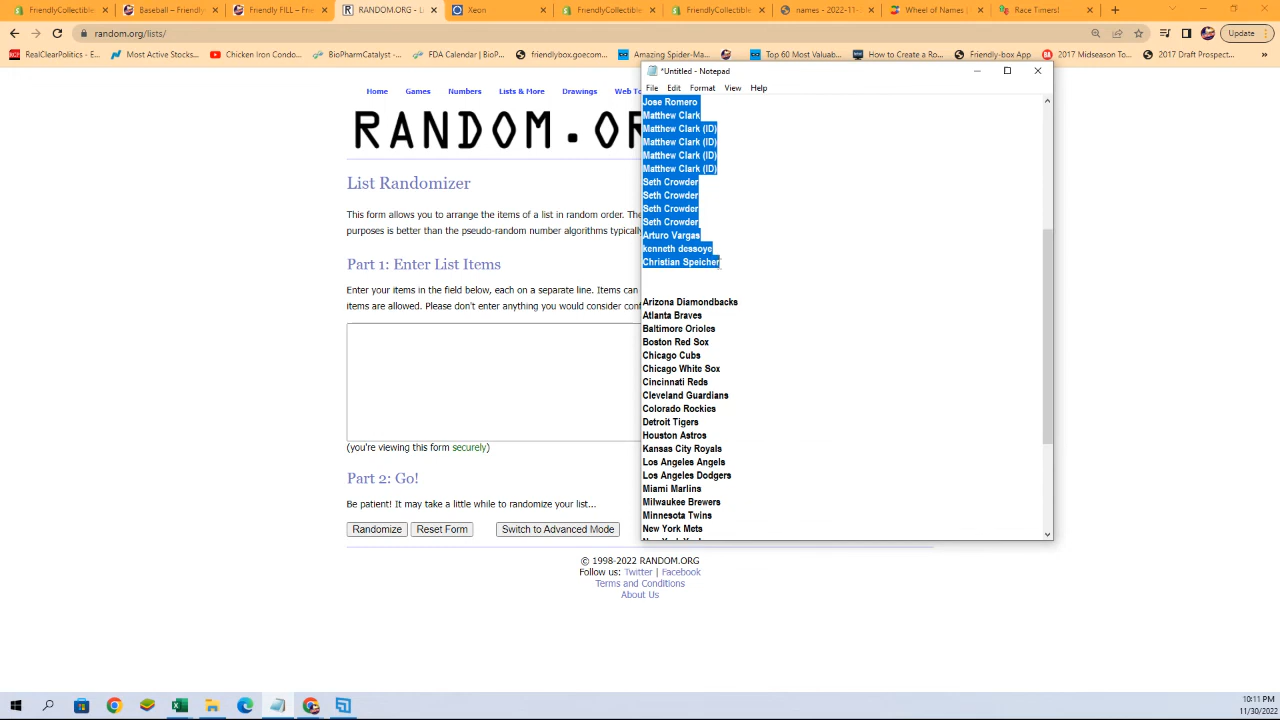 FriendlyCollectible
Baseball – Friendly
Friendly FILL – Frien
RANDOM.ORG - Li
Xeon
FriendlyCollectibles
FriendlyCollectible
names - 2022-11-
Wheel of Names |
Race Timers!
random.org/lists/
Update
RealClearPolitics - E...
Most Active Stocks...
Chicken Iron Condo...
BioPharmCatalyst -...
FDA Calendar | BioP...
friendlybox.goecom...
Amazing Spider-Ma...
Top 60 Most Valuab...
How to Create a Ro...
Friendly-box App
2017 Midseason To...
2017 Draft Prospect...
Home
Games
Numbers
Lists & More
Drawings
Web To
RANDOM.OR
List Randomizer
This form allows you to arrange the items of a list in random order. The
purposes is better than the pseudo-random number algorithms typically
Part 1: Enter List Items
Enter your items in the field below, each on a separate line. Items can
items are allowed. Please don't enter anything you would consider con
(you're viewing this form securely)
Part 2: Go!
Be patient! It may take a little while to randomize your list...
Randomize
Reset Form
Switch to Advanced Mode
© 1998-2022 RANDOM.ORG
Follow us: Twitter | Facebook
Terms and Conditions
About Us
*Untitled - Notepad
File
Edit
Format
View
Help
Jose Romero
Matthew Clark
Matthew Clark (ID)
Matthew Clark (ID)
Matthew Clark (ID)
Matthew Clark (ID)
Seth Crowder
Seth Crowder
Seth Crowder
Seth Crowder
Arturo Vargas
kenneth dessoye
Christian Speicher
Arizona Diamondbacks
Atlanta Braves
Baltimore Orioles
Boston Red Sox
Chicago Cubs
Chicago White Sox
Cincinnati Reds
Cleveland Guardians
Colorado Rockies
Detroit Tigers
Houston Astros
Kansas City Royals
Los Angeles Angels
Los Angeles Dodgers
Miami Marlins
Milwaukee Brewers
Minnesota Twins
New York Mets
10:11 PM
11/30/2022